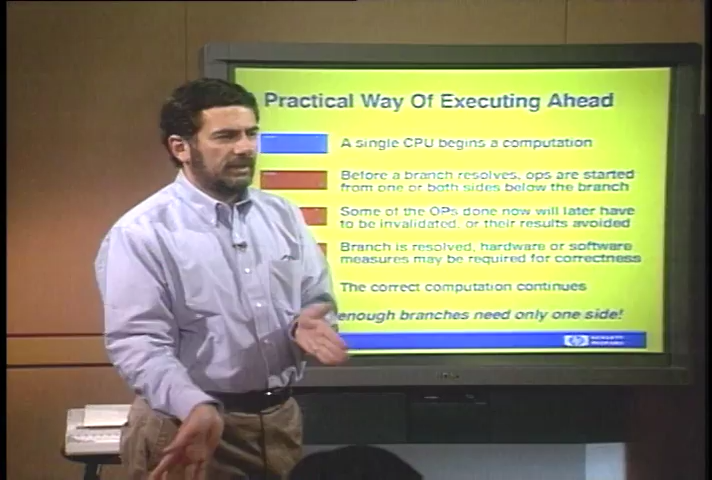 Practical Way Of Executing Ahead
A single CPU begins a computation
Before a branch resolves, ops are started
from one or both sides below the branch
Some of the OPs done now will later have
to be invalidated, or their results avoided
Branch is resolved, hardware or software
measures may be required for correctness
The correct computation continues
enough branches need only one side!
hp HEWLETT
PACKARD